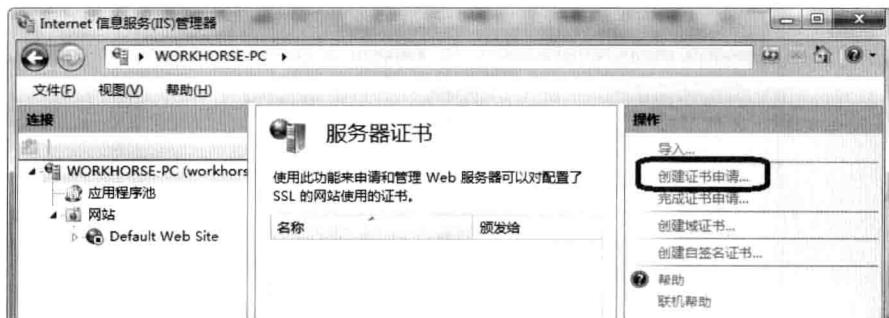 Internet 信息服务(IIS)管理器
WORKHORSE-PC
文件(F) 视图(V) 帮助(H)
连接
WORKHORSE-PC (workhors
应用程序池
网站
Default Web Site
服务器证书
使用此功能来申请和管理 Web 服务器可以对配置了
SSL 的网站使用的证书。
名称 颁发给
操作
导入...
创建证书申请...
完成证书申请...
创建域证书...
创建自签名证书...
帮助
联机帮助